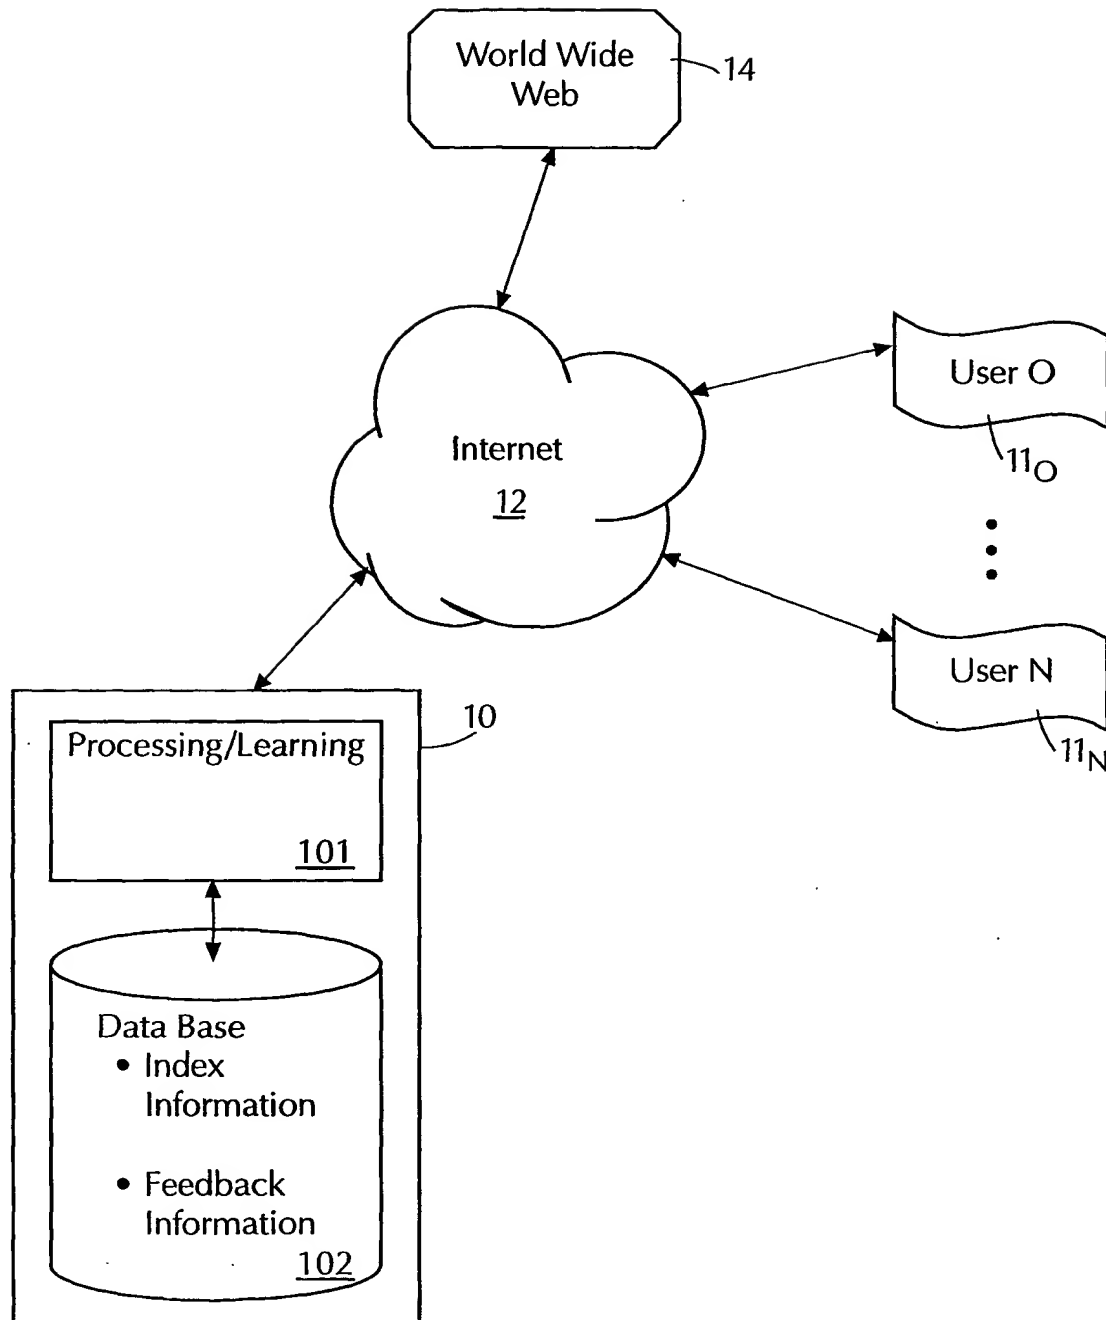 World Wide
Web
14
User O
11O
Internet
12
User N
11N
10
Processing/Learning
101
Data Base
• Index
Information
• Feedback
Information
102